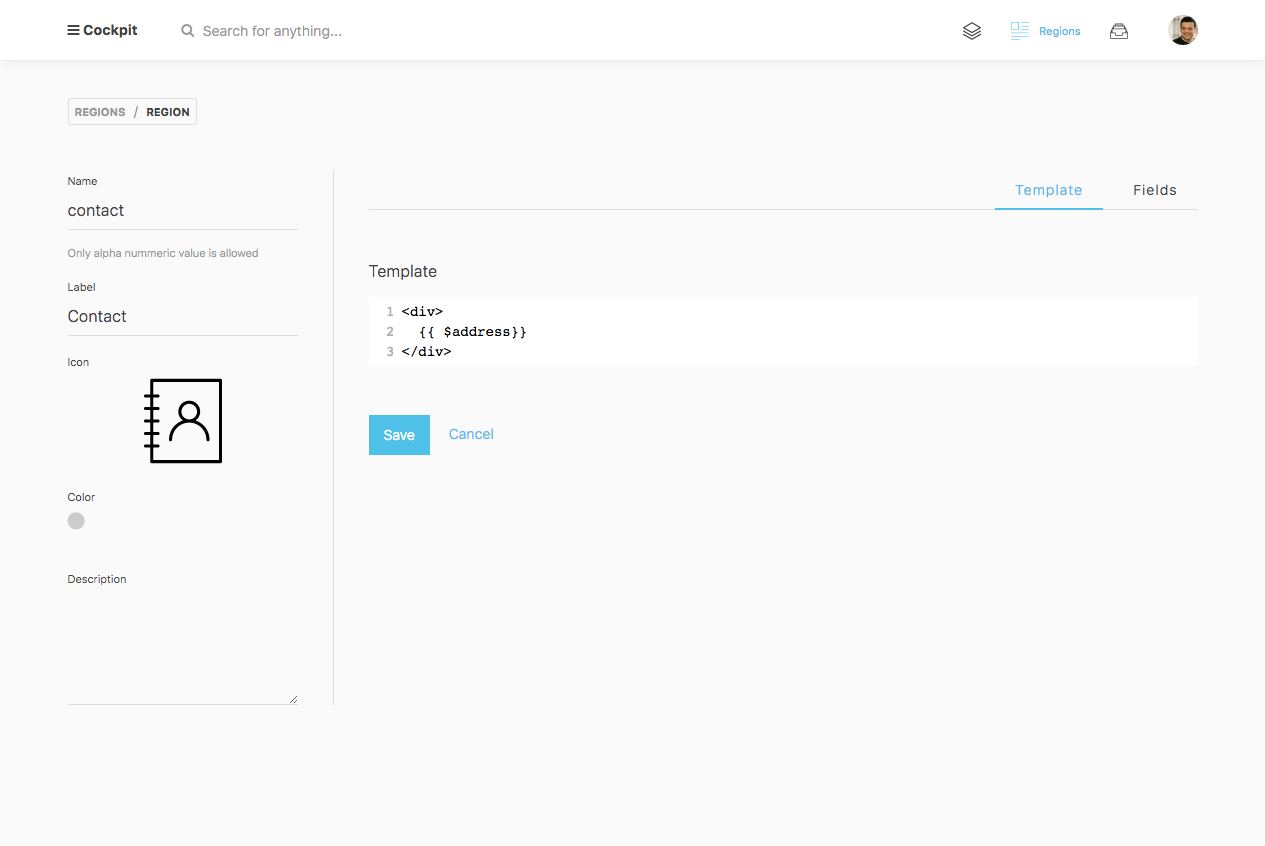 Cockpit
Search for anything...
Regions
REGIONS / REGION
Name
contact
Only alpha nummeric value is allowed
Label
Contact
Icon
Color
Description
Template Fields
Template
1 <div>
2 {{ $address}}
3 </div>
Save Cancel